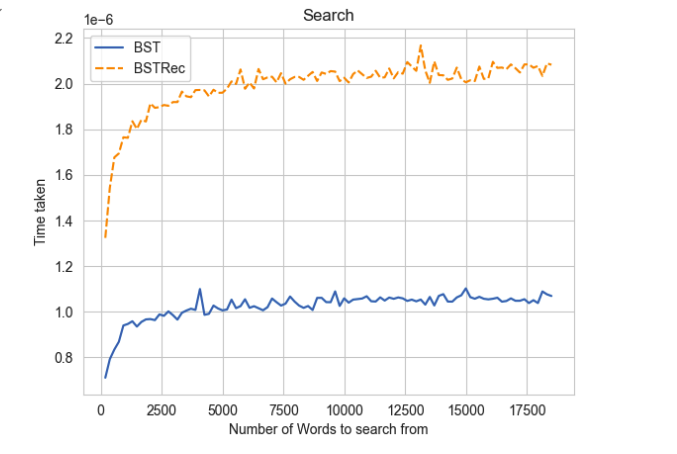 Search
1e−6
BST
BSTRec
2.2
2.0
1.8
1.6
1.4
1.2
1.0
0.8
Time taken
0 2500 5000 7500 10000 12500 15000 17500
Number of Words to search from